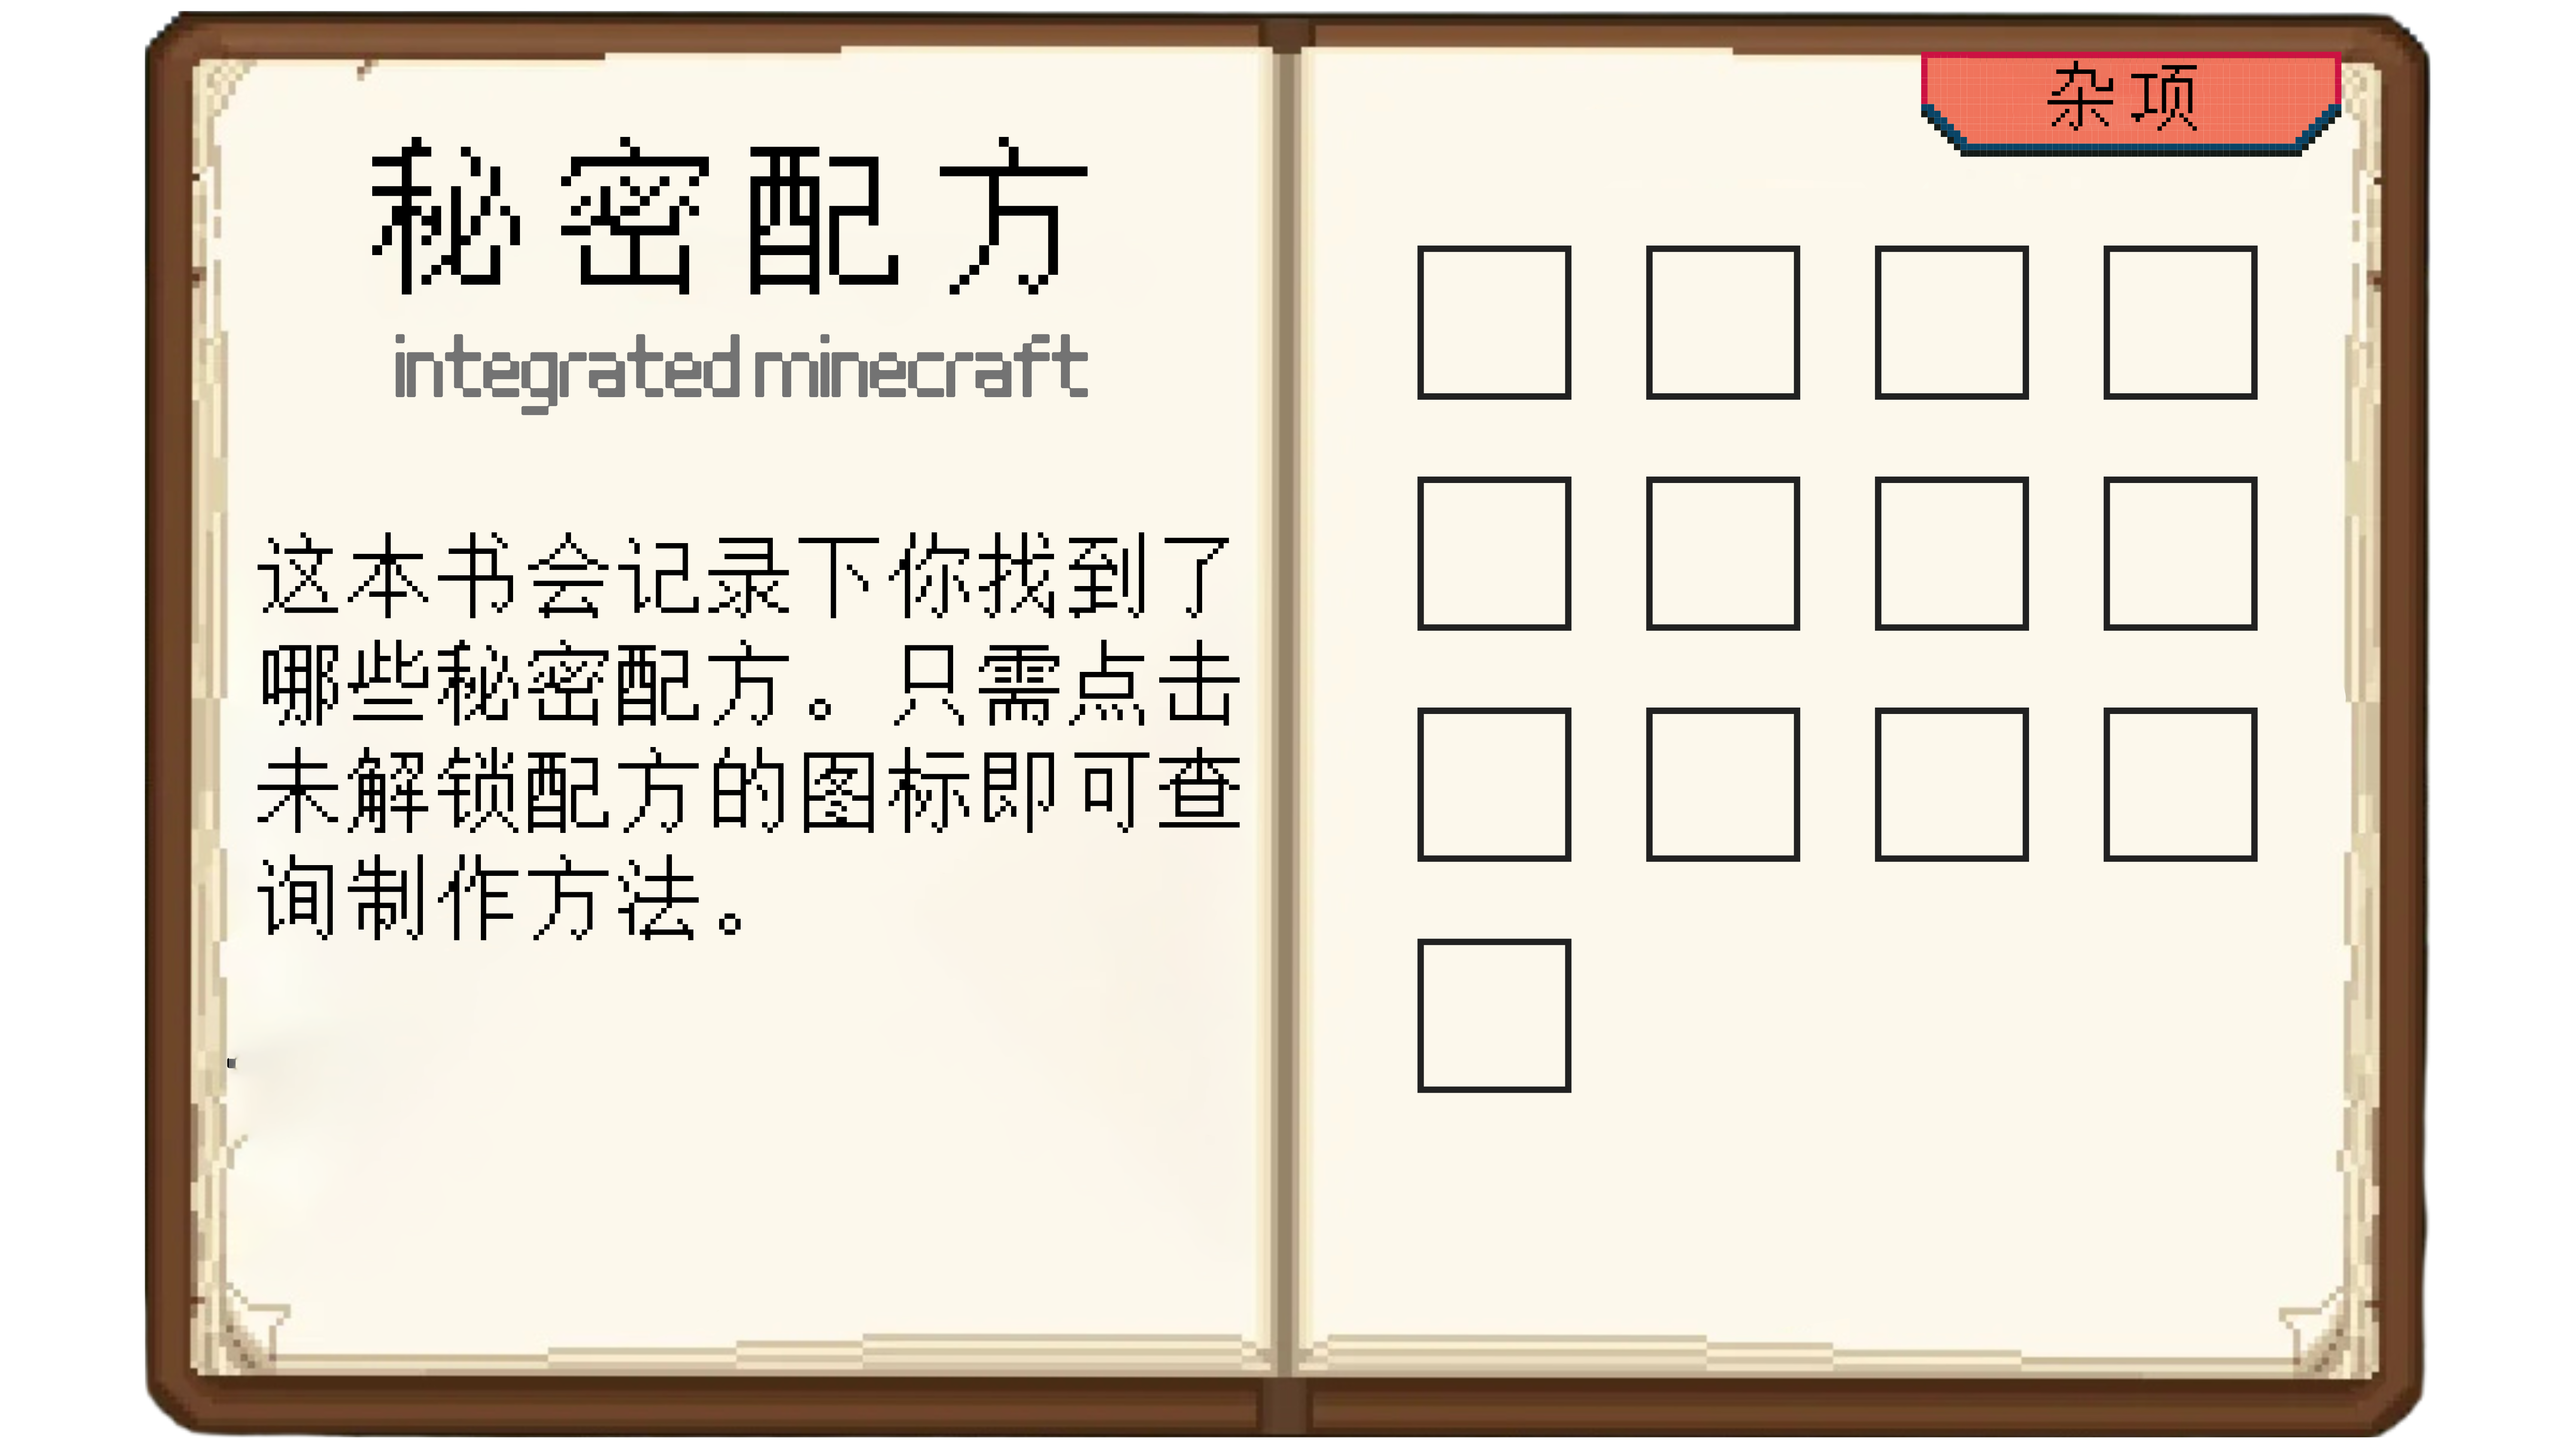 秘密配方
integrated minecraft
这本书会记录下你找到了
哪些秘密配方。只需点击
未解锁配方的图标即可查
询制作方法。
杂项